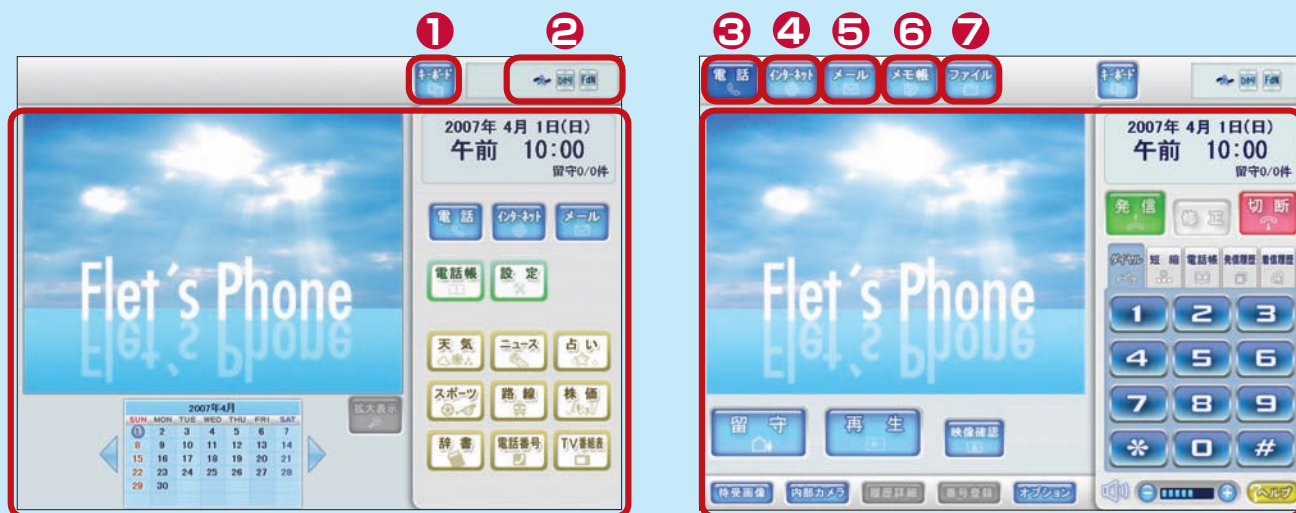 1 2
キーボード
Del FdN
2007年 4月 1日(日)
午前 10:00
留守0/0件
電話 インターネット メール
電話帳 設定
Flet's Phone
天気 ニュース 占い
スポーツ 路線 株価
辞書 電話番号 TV番組表
2007年4月
拡大表示
SUN MON TUE WED THU FRI SAT
1 2 3 4 5 6 7
8 9 10 11 12 13 14
15 16 17 18 19 20 21
22 23 24 25 26 27 28
29 30
3 4 5 6 7
電話 インターネット メール メモ帳 ファイル キーボード
FdN
2007年 4月 1日(日)
午前 10:00
留守0/0件
発信 修正 切断
ダイヤル 短縮 電話帳 発信履歴 着信履歴
Flet's Phone
1 2 3
4 5 6
7 8 9
* 0 #
留守 再生 映像確認
待受画像 内部カメラ 履歴詳細 番号登録 オプション ヘルプ